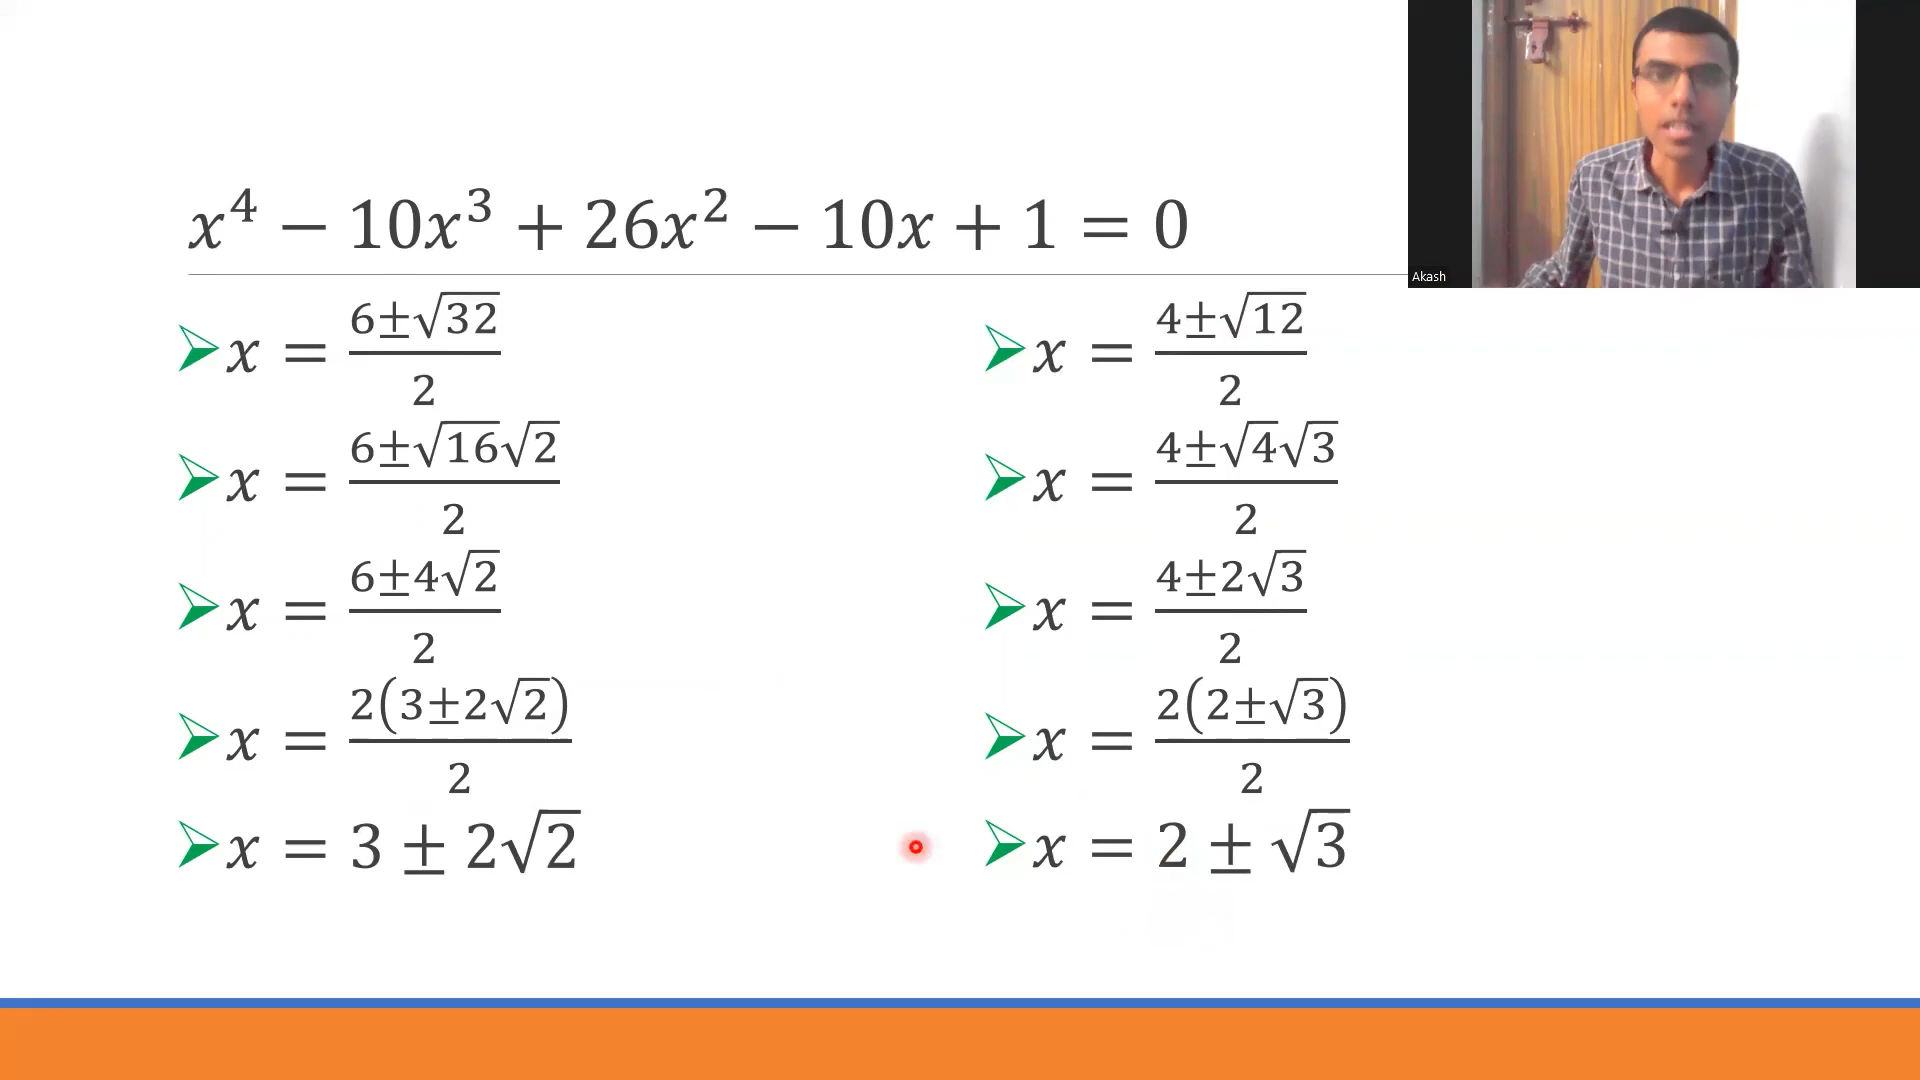 x⁴ − 10x³ + 26x² − 10x + 1 = 0
Akash
➢x = (6±√32)/2
➢x = (6±√16√2)/2
➢x = (6±4√2)/2
➢x = 2(3±2√2)/2
➢x = 3 ± 2√2
➢x = (4±√12)/2
➢x = (4±√4√3)/2
➢x = (4±2√3)/2
➢x = 2(2±√3)/2
➢x = 2 ± √3